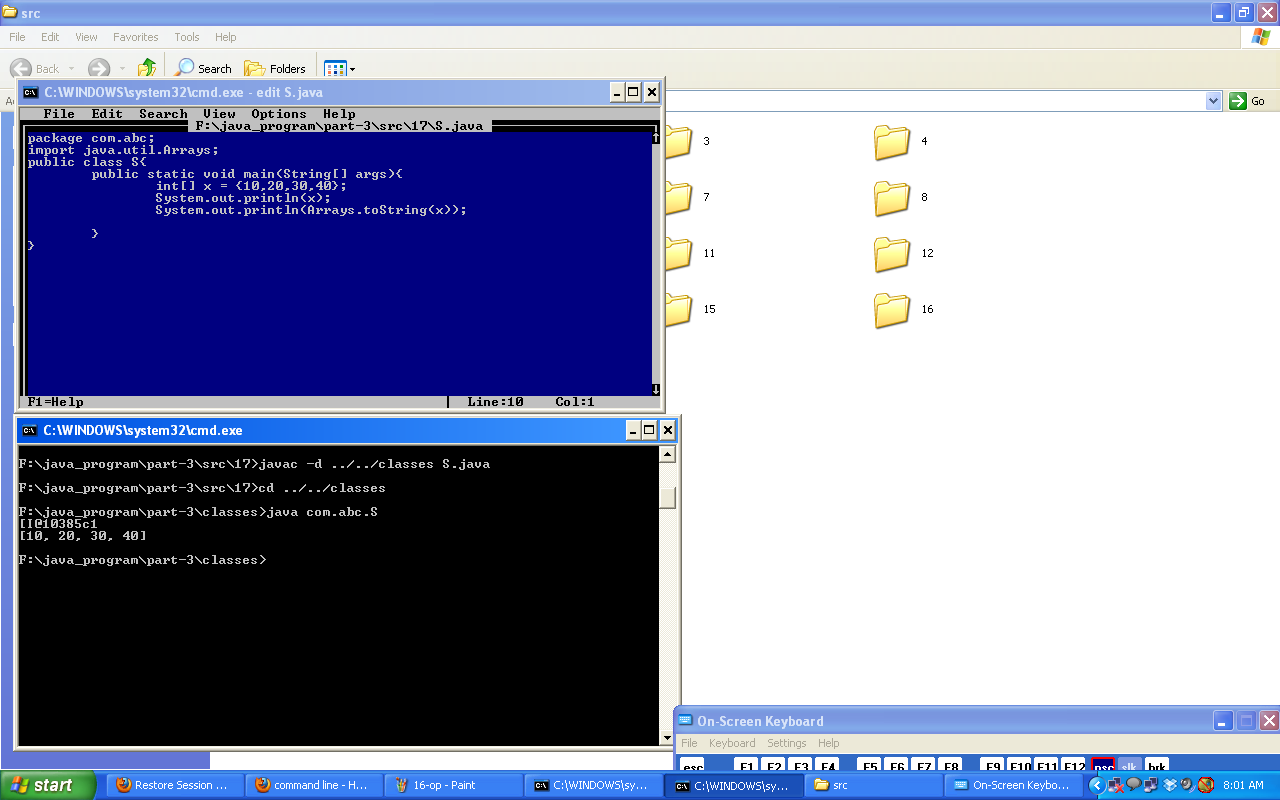 src
File Edit View Favorites Tools Help
Back Search Folders
Go
C:\WINDOWS\system32\cmd.exe - edit S.java
File Edit Search View Options Help
F:\java_program\part-3\src\17\S.java
package com.abc;
import java.util.Arrays;
public class S{
public static void main(String[] args){
int[] x = {10,20,30,40};
System.out.println(x);
System.out.println(Arrays.toString(x));
}
}
F1=Help Line:10 Col:1
3 4
7 8
11 12
15 16
C:\WINDOWS\system32\cmd.exe
F:\java_program\part-3\src\17>javac -d ../../classes S.java
F:\java_program\part-3\src\17>cd ../../classes
F:\java_program\part-3\classes>java com.abc.S
[I@10385c1
[10, 20, 30, 40]
F:\java_program\part-3\classes>
On-Screen Keyboard
File Keyboard Settings Help
esc F1 F2 F3 F4 F5 F6 F7 F8 F9 F10 F11 F12 psc slk brk
start Restore Session ... command line - H... 16-op - Paint C:\WINDOWS\sy... C:\WINDOWS\sy... src On-Screen Keybo... 8:01 AM